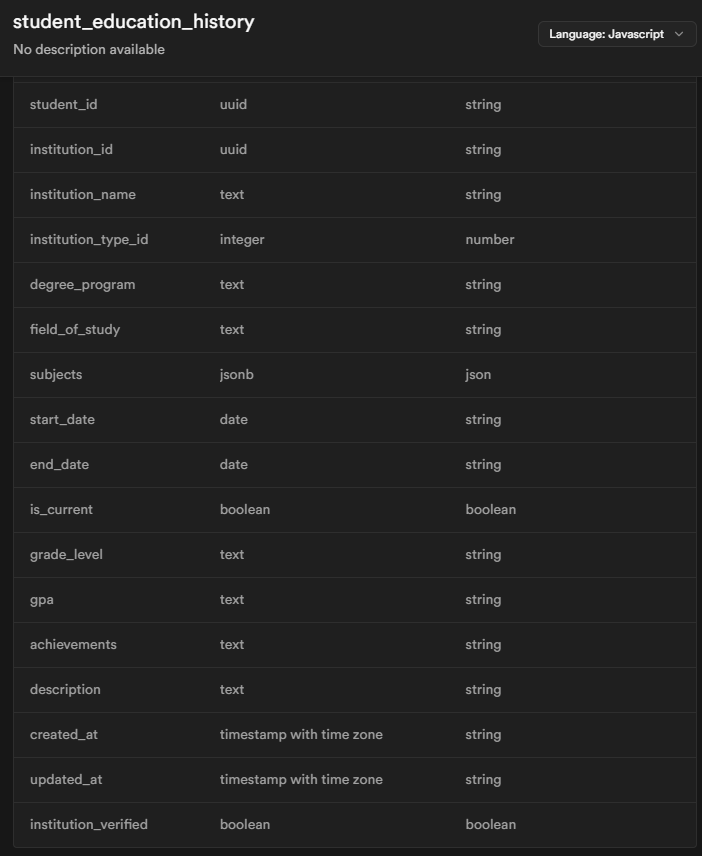 student_education_history
No description available
Language: Javascript
student_id uuid string
institution_id uuid string
institution_name text string
institution_type_id integer number
degree_program text string
field_of_study text string
subjects jsonb json
start_date date string
end_date date string
is_current boolean boolean
grade_level text string
gpa text string
achievements text string
description text string
created_at timestamp with time zone string
updated_at timestamp with time zone string
institution_verified boolean boolean